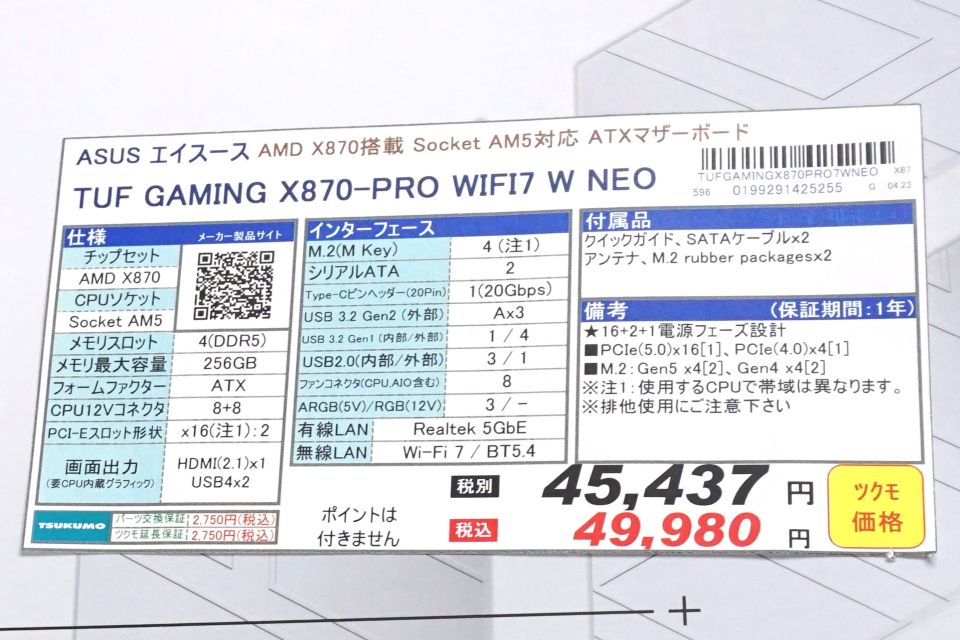 ASUS エイスース AMD X870搭載 Socket AM5対応 ATXマザーボード
TUF GAMING X870-PRO WIFI7 W NEO
TUFGAMINGX870PRO7WNEO X87
596 0199291425255 G 04.23
仕様 メーカー製品サイト
チップセット
AMD X870
CPUソケット
Socket AM5
メモリスロット 4(DDR5)
メモリ最大容量 256GB
フォームファクター ATX
CPU12Vコネクタ 8+8
PCI-Eスロット形状 x16(注1):2
画面出力 HDMI(2.1)x1
(要CPU内蔵グラフィック) USB4x2
インターフェース
M.2(M Key) 4 (注1)
シリアルATA 2
Type-Cピンヘッダー(20Pin) 1(20Gbps)
USB 3.2 Gen2 (外部) Ax3
USB 3.2 Gen1 (内部/外部) 1 / 4
USB2.0(内部/外部) 3 / 1
ファンコネクタ(CPU,AIO含む) 8
ARGB(5V)/RGB(12V) 3 / -
有線LAN Realtek 5GbE
無線LAN Wi-Fi 7 / BT5.4
付属品
クイックガイド、SATAケーブルx2
アンテナ、M.2 rubber packagesx2
備考 (保証期間:1年)
★16+2+1電源フェーズ設計
■PCIe(5.0)x16[1]、PCIe(4.0)x4[1]
■M.2:Gen5 x4[2]、Gen4 x4[2]
※注1:使用するCPUで帯域は異なります。
※排他使用にご注意下さい
TSUKUMO パーツ交換保証:2,750円(税込)
ツクモ延長保証:2,750円(税込)
ポイントは
付きません
税別 45,437 円
税込 49,980 円
ツクモ
価格